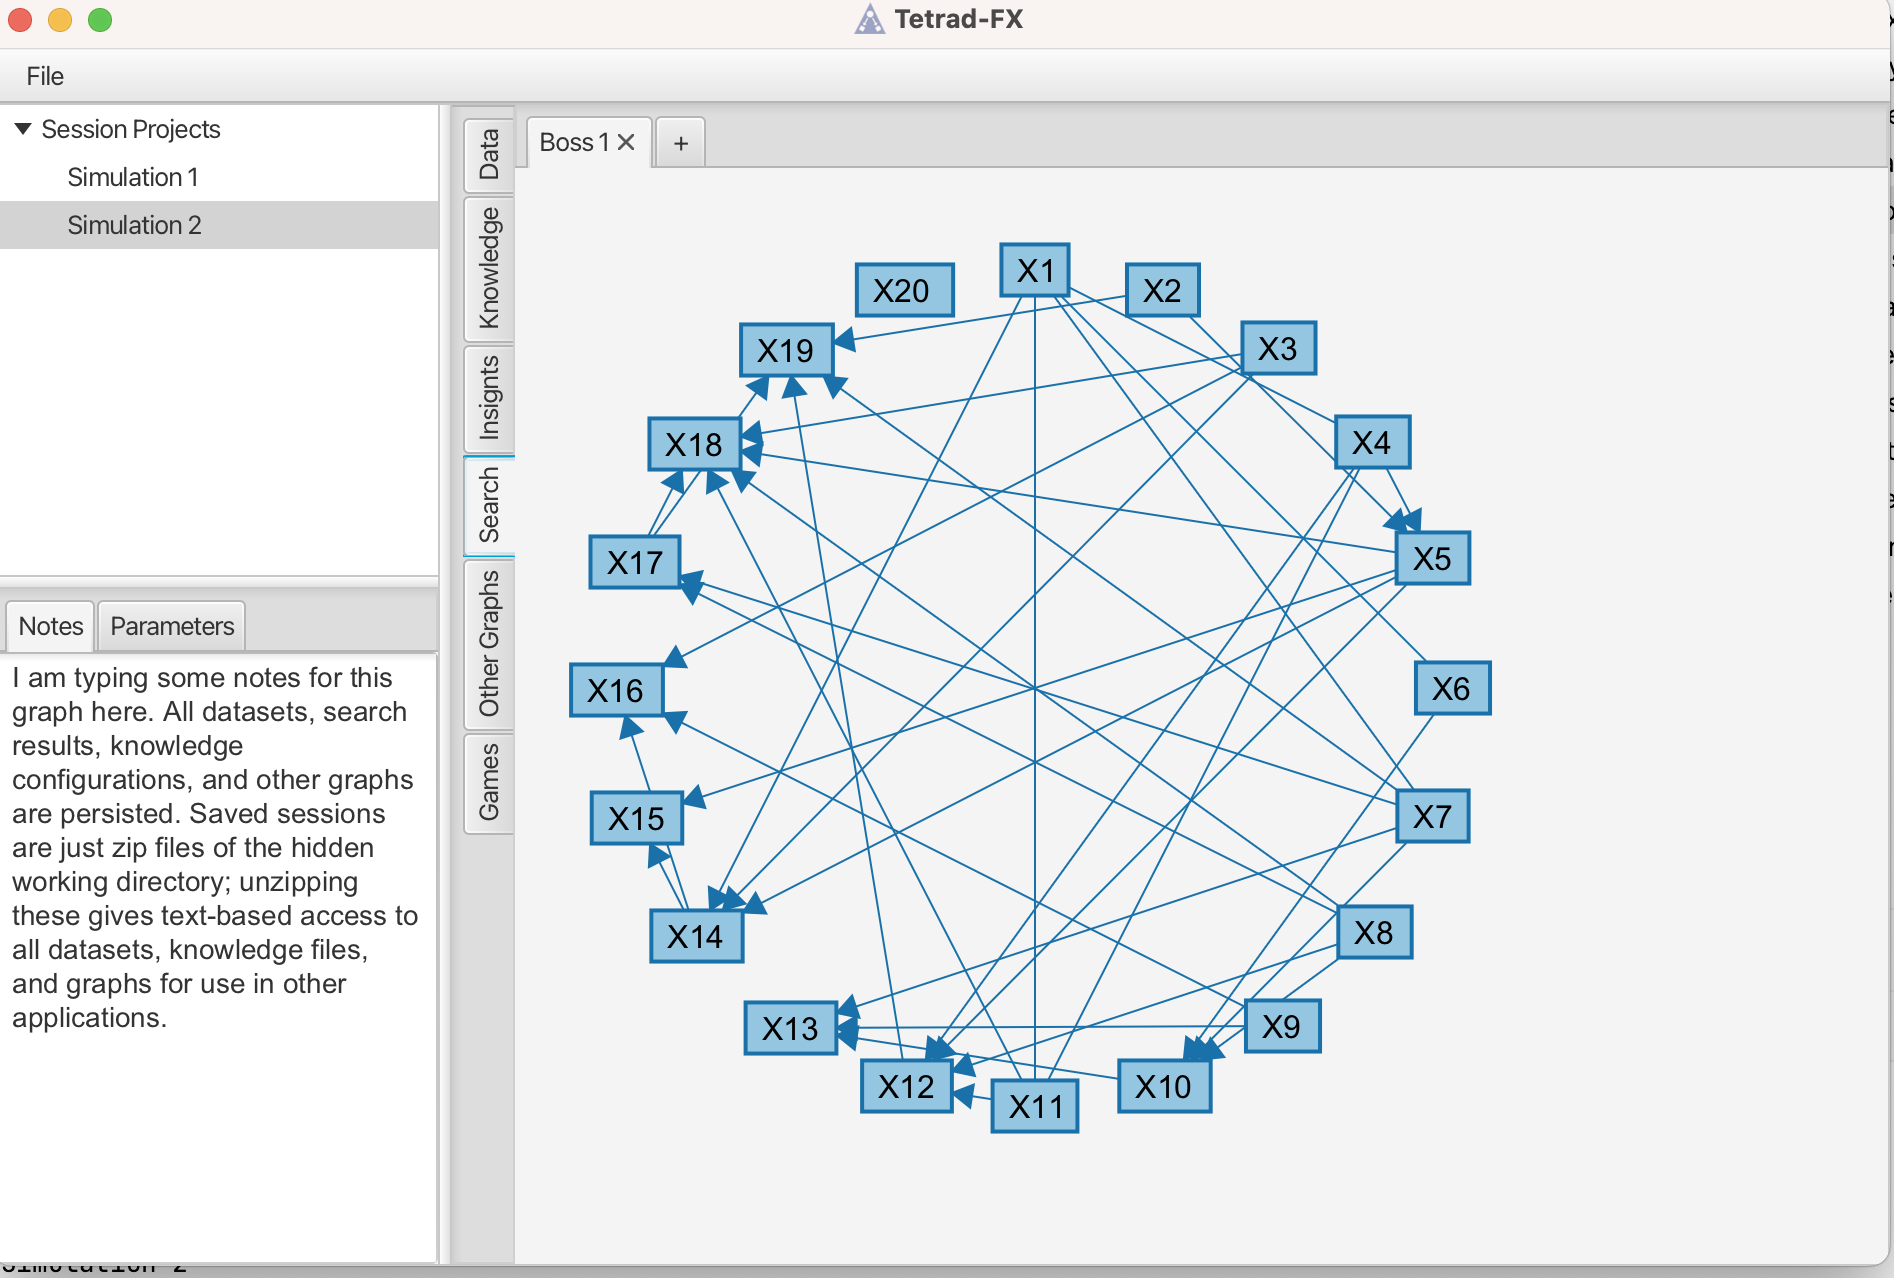 Tetrad-FX
File
Session Projects
Simulation 1
Simulation 2
Notes
Parameters
I am typing some notes for this
graph here. All datasets, search
results, knowledge
configurations, and other graphs
are persisted. Saved sessions
are just zip files of the hidden
working directory; unzipping
these gives text-based access to
all datasets, knowledge files,
and graphs for use in other
applications.
Data
Knowledge
Insignts
Search
Other Graphs
Games
Boss 1
+
X1
X2
X3
X4
X5
X6
X7
X8
X9
X10
X11
X12
X13
X14
X15
X16
X17
X18
X19
X20